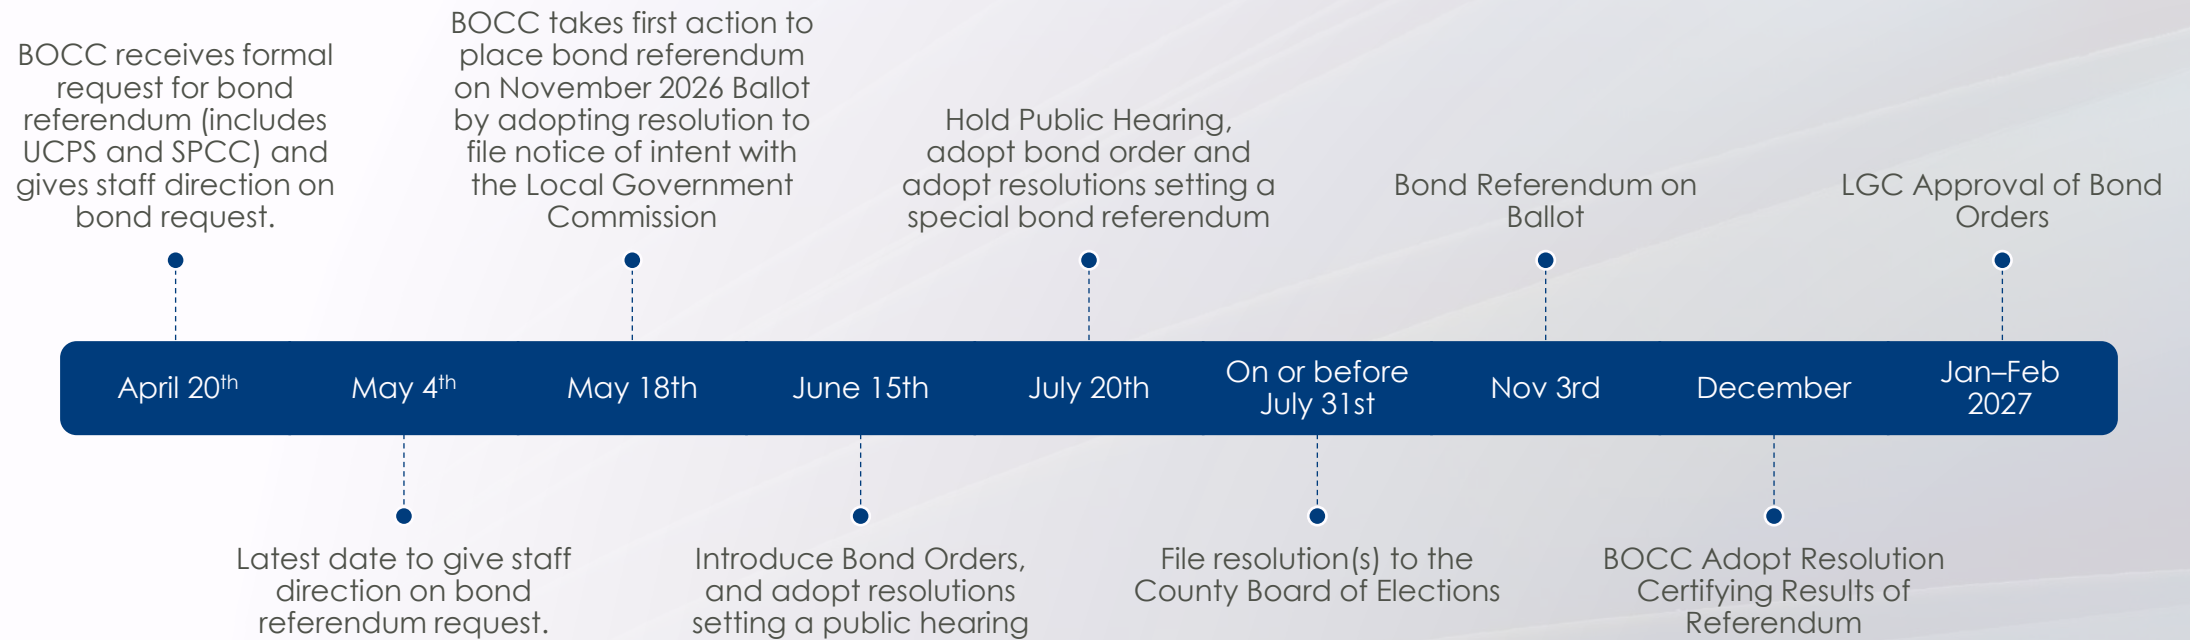 BOCC receives formal
request for bond
referendum (includes
UCPS and SPCC) and
gives staff direction on
bond request.
BOCC takes first action to
place bond referendum
on November 2026 Ballot
by adopting resolution to
file notice of intent with
the Local Government
Commission
Hold Public Hearing,
adopt bond order and
adopt resolutions setting a
special bond referendum
Bond Referendum on
Ballot
LGC Approval of Bond
Orders
April 20th
May 4th
May 18th
June 15th
July 20th
On or before
July 31st
Nov 3rd
December
Jan–Feb
2027
Latest date to give staff
direction on bond
referendum request.
Introduce Bond Orders,
and adopt resolutions
setting a public hearing
File resolution(s) to the
County Board of Elections
BOCC Adopt Resolution
Certifying Results of
Referendum